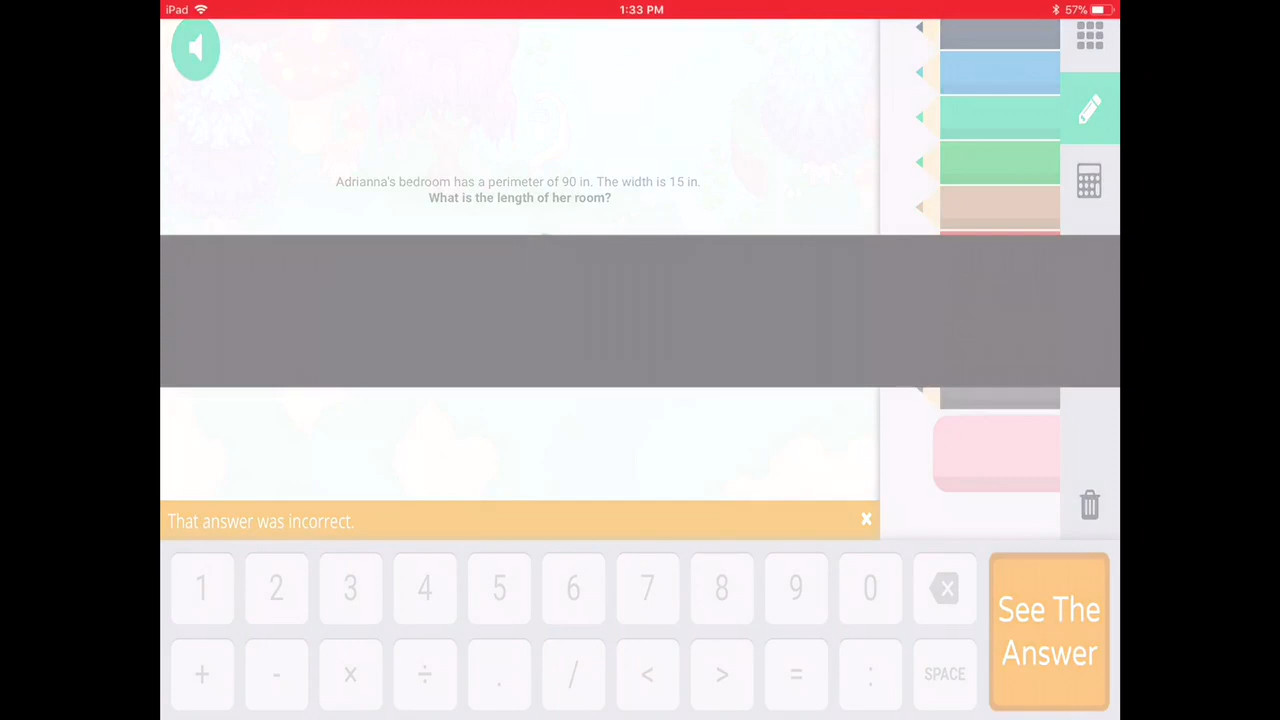 iPad 1:33 PM 57%
Adrianna's bedroom has a perimeter of 90 in. The width is 15 in.
What is the length of her room?
That answer was incorrect. x
1 2 3 4 5 6 7 8 9 0
See The
Answer
+ - × ÷ . / < > = : SPACE